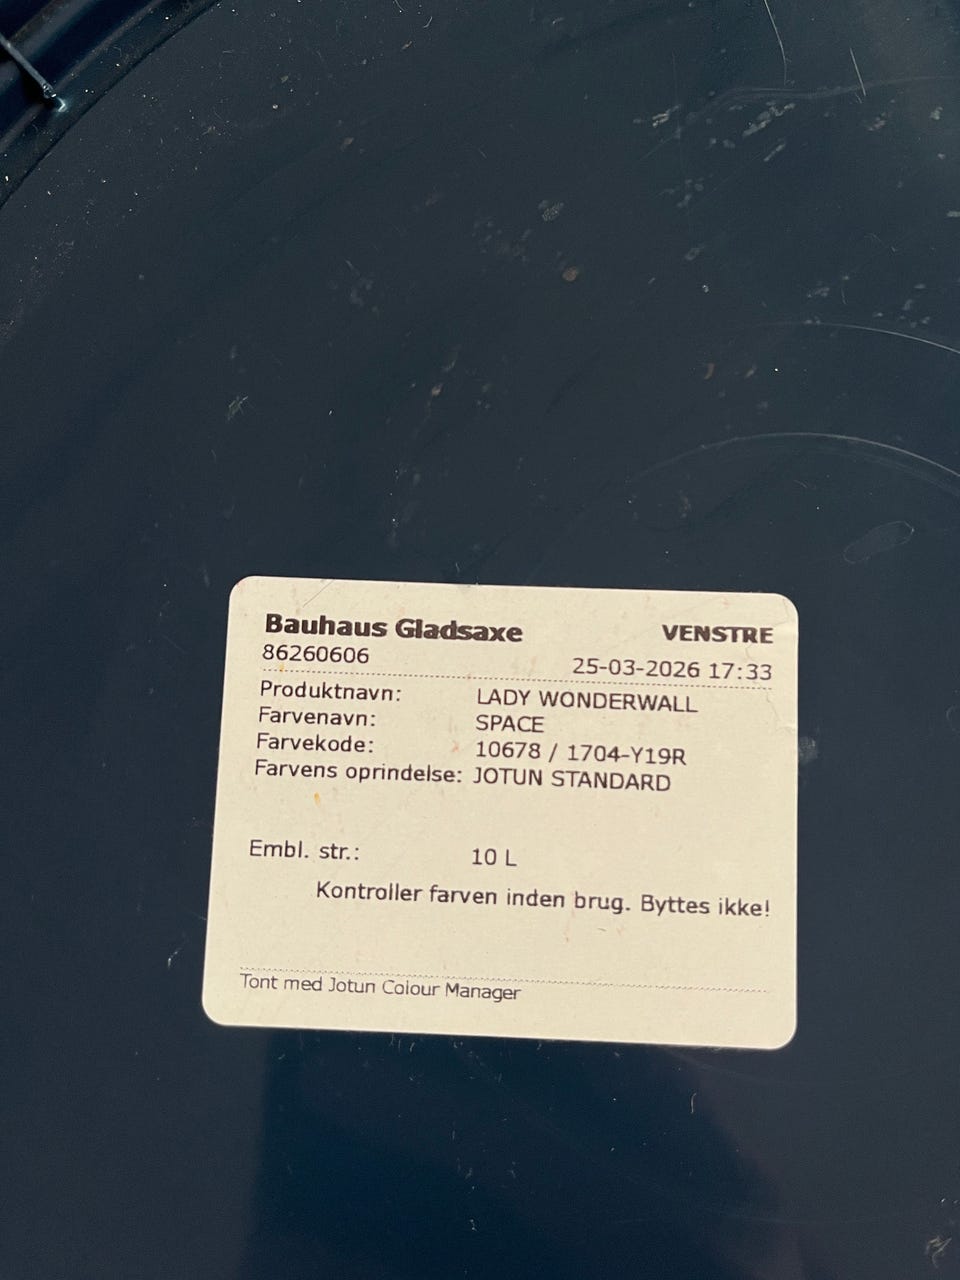 Bauhaus Gladsaxe VENSTRE
86260606 25-03-2026 17:33
Produktnavn: LADY WONDERWALL
Farvenavn: SPACE
Farvekode: 10678 / 1704-Y19R
Farvens oprindelse: JOTUN STANDARD
Embl. str.: 10 L
Kontroller farven inden brug. Byttes ikke!
Tont med Jotun Colour Manager